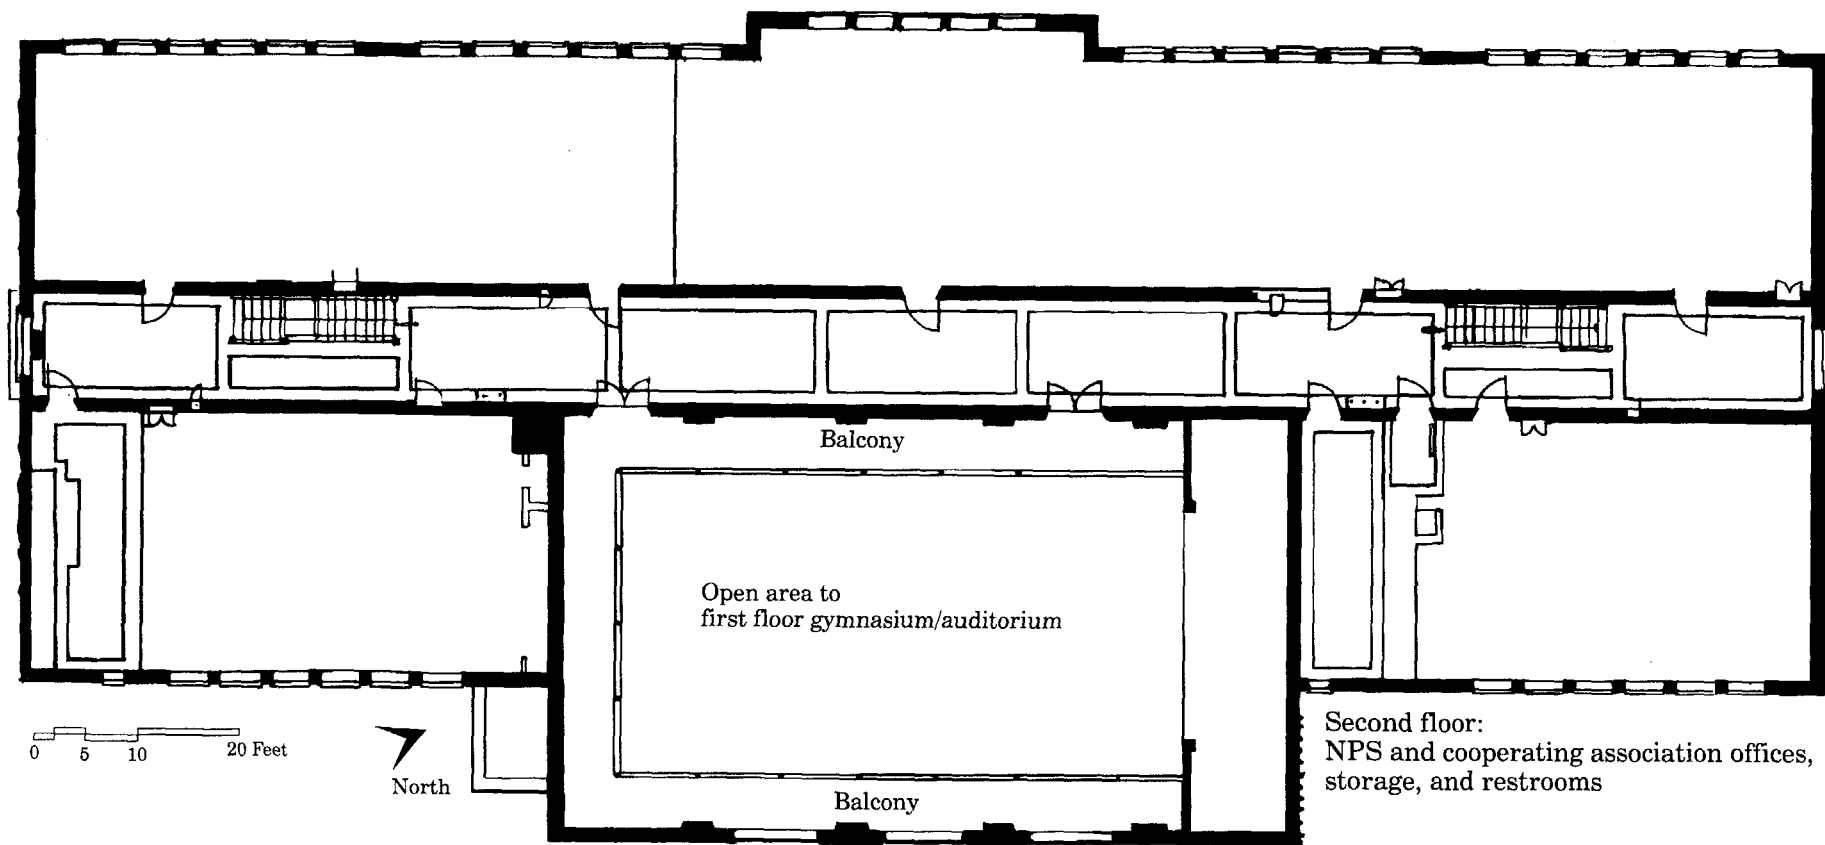 Balcony
Open area to
first floor gymnasium/auditorium
Balcony
0 5 10 20 Feet
North
Second floor:
NPS and cooperating association offices,
storage, and restrooms